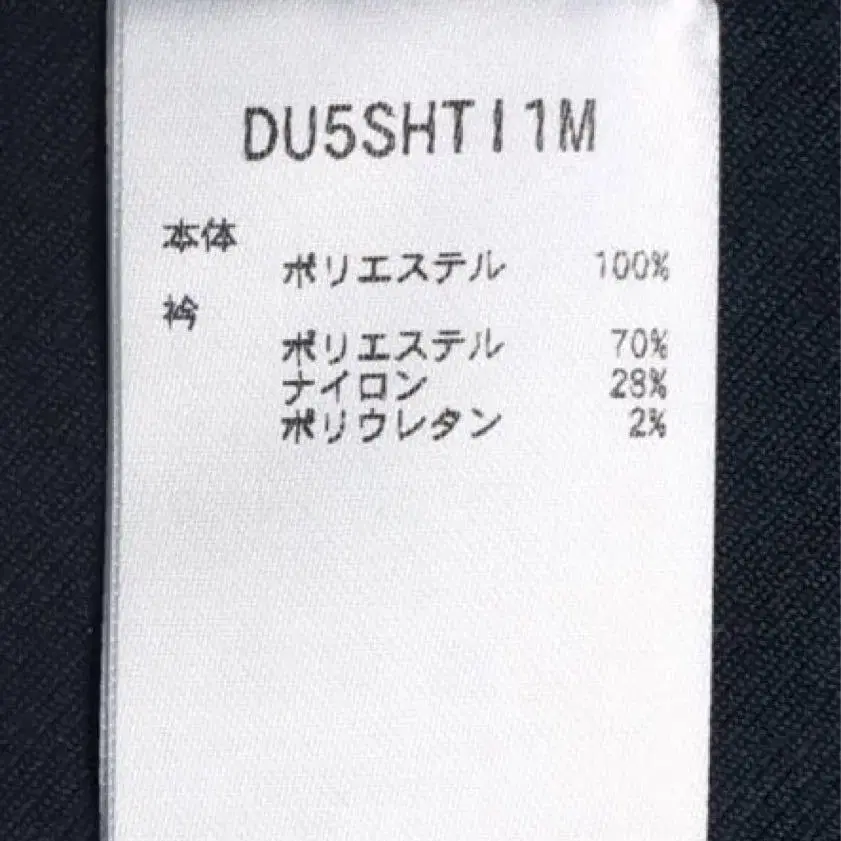 DU5SHTI1M
本体
ポリエステル 100%
衿
ポリエステル 70%
ナイロン 28%
ポリウレタン 2%